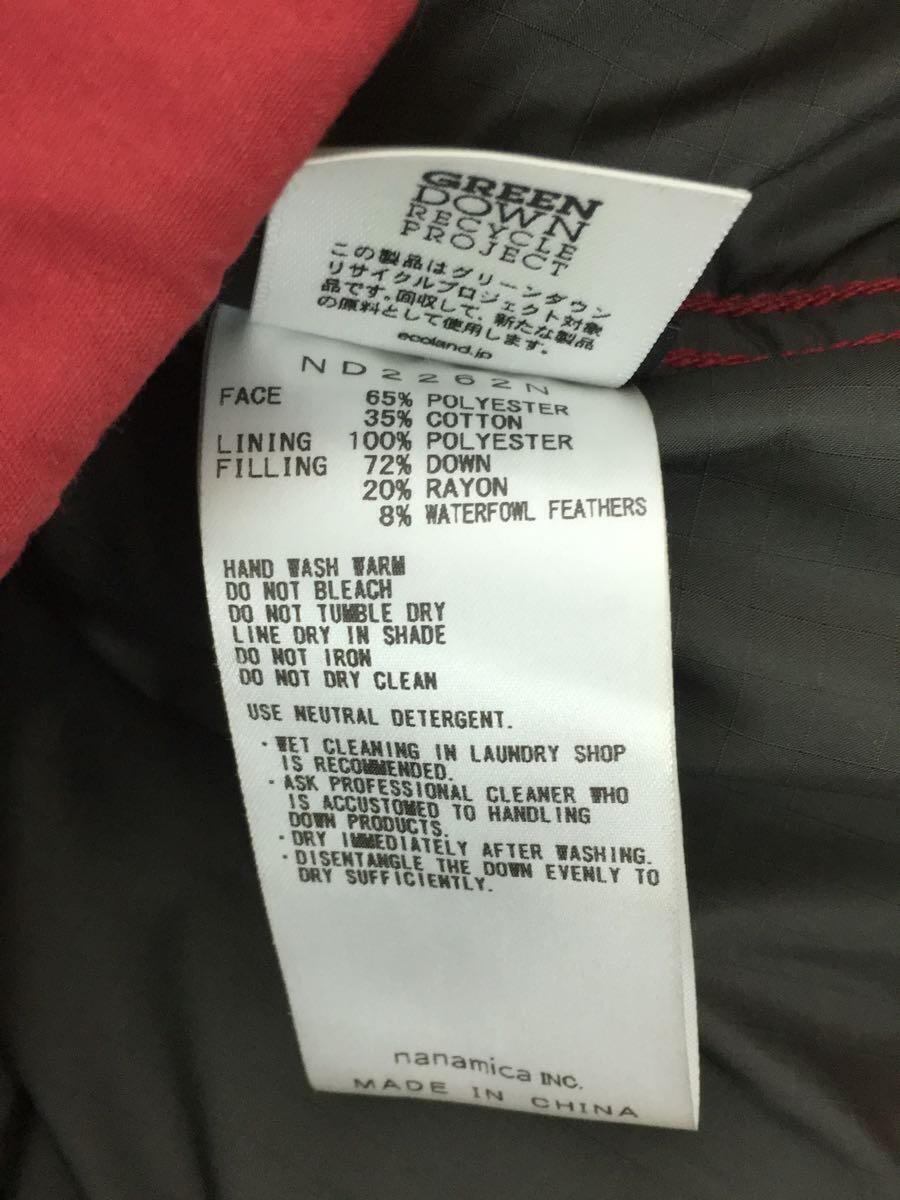 GREEN
DOWN
RECYCLE
PROJECT
この製品はグリーンダウン
リサイクルプロジェクト対象
品です。回収して、新たな製品
の原料として使用します。
ecoland.jp
ND2262N
FACE 65% POLYESTER
35% COTTON
LINING 100% POLYESTER
FILLING 72% DOWN
20% RAYON
8% WATERFOWL FEATHERS
HAND WASH WARM
DO NOT BLEACH
DO NOT TUMBLE DRY
LINE DRY IN SHADE
DO NOT IRON
DO NOT DRY CLEAN
USE NEUTRAL DETERGENT.
・WET CLEANING IN LAUNDRY SHOP
IS RECOMMENDED.
・ASK PROFESSIONAL CLEANER WHO
IS ACCUSTOMED TO HANDLING
DOWN PRODUCTS.
・DRY IMMEDIATELY AFTER WASHING.
・DISENTANGLE THE DOWN EVENLY TO
DRY SUFFICIENTLY.
nanamica INC.
MADE IN CHINA